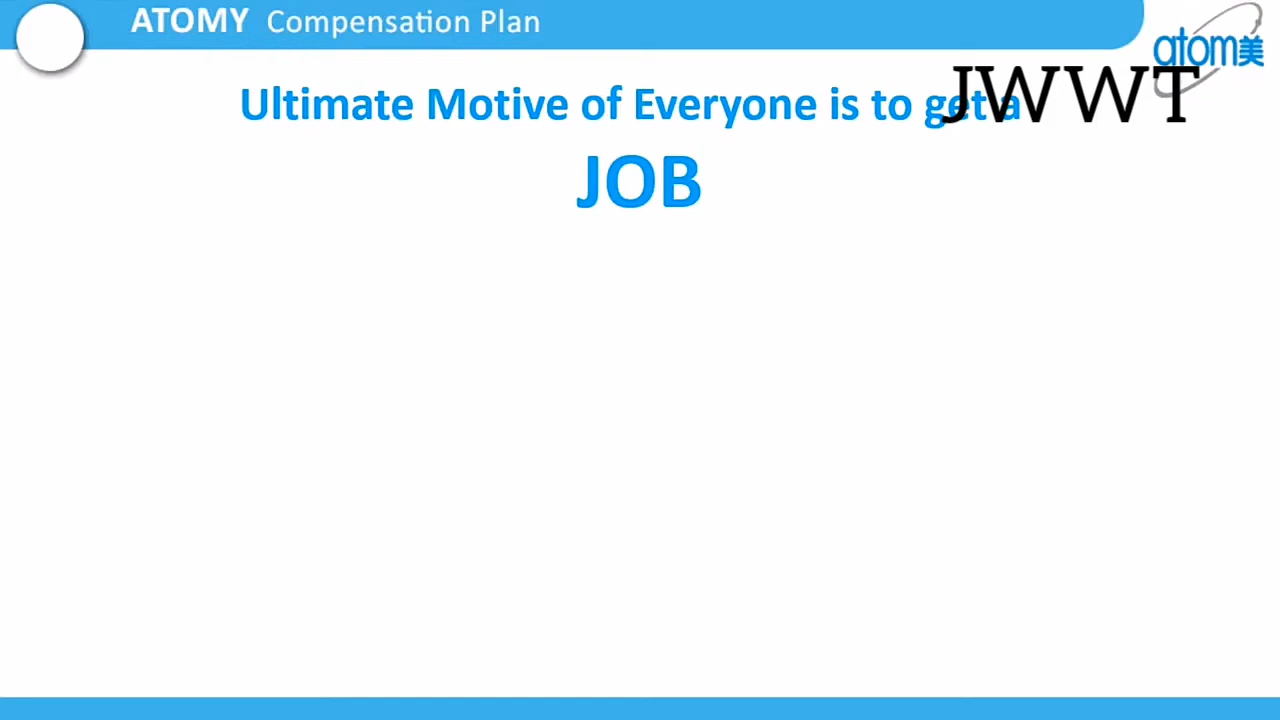 ATOMY Compensation Plan
atom美
JWWT
Ultimate Motive of Everyone is to get a
JOB